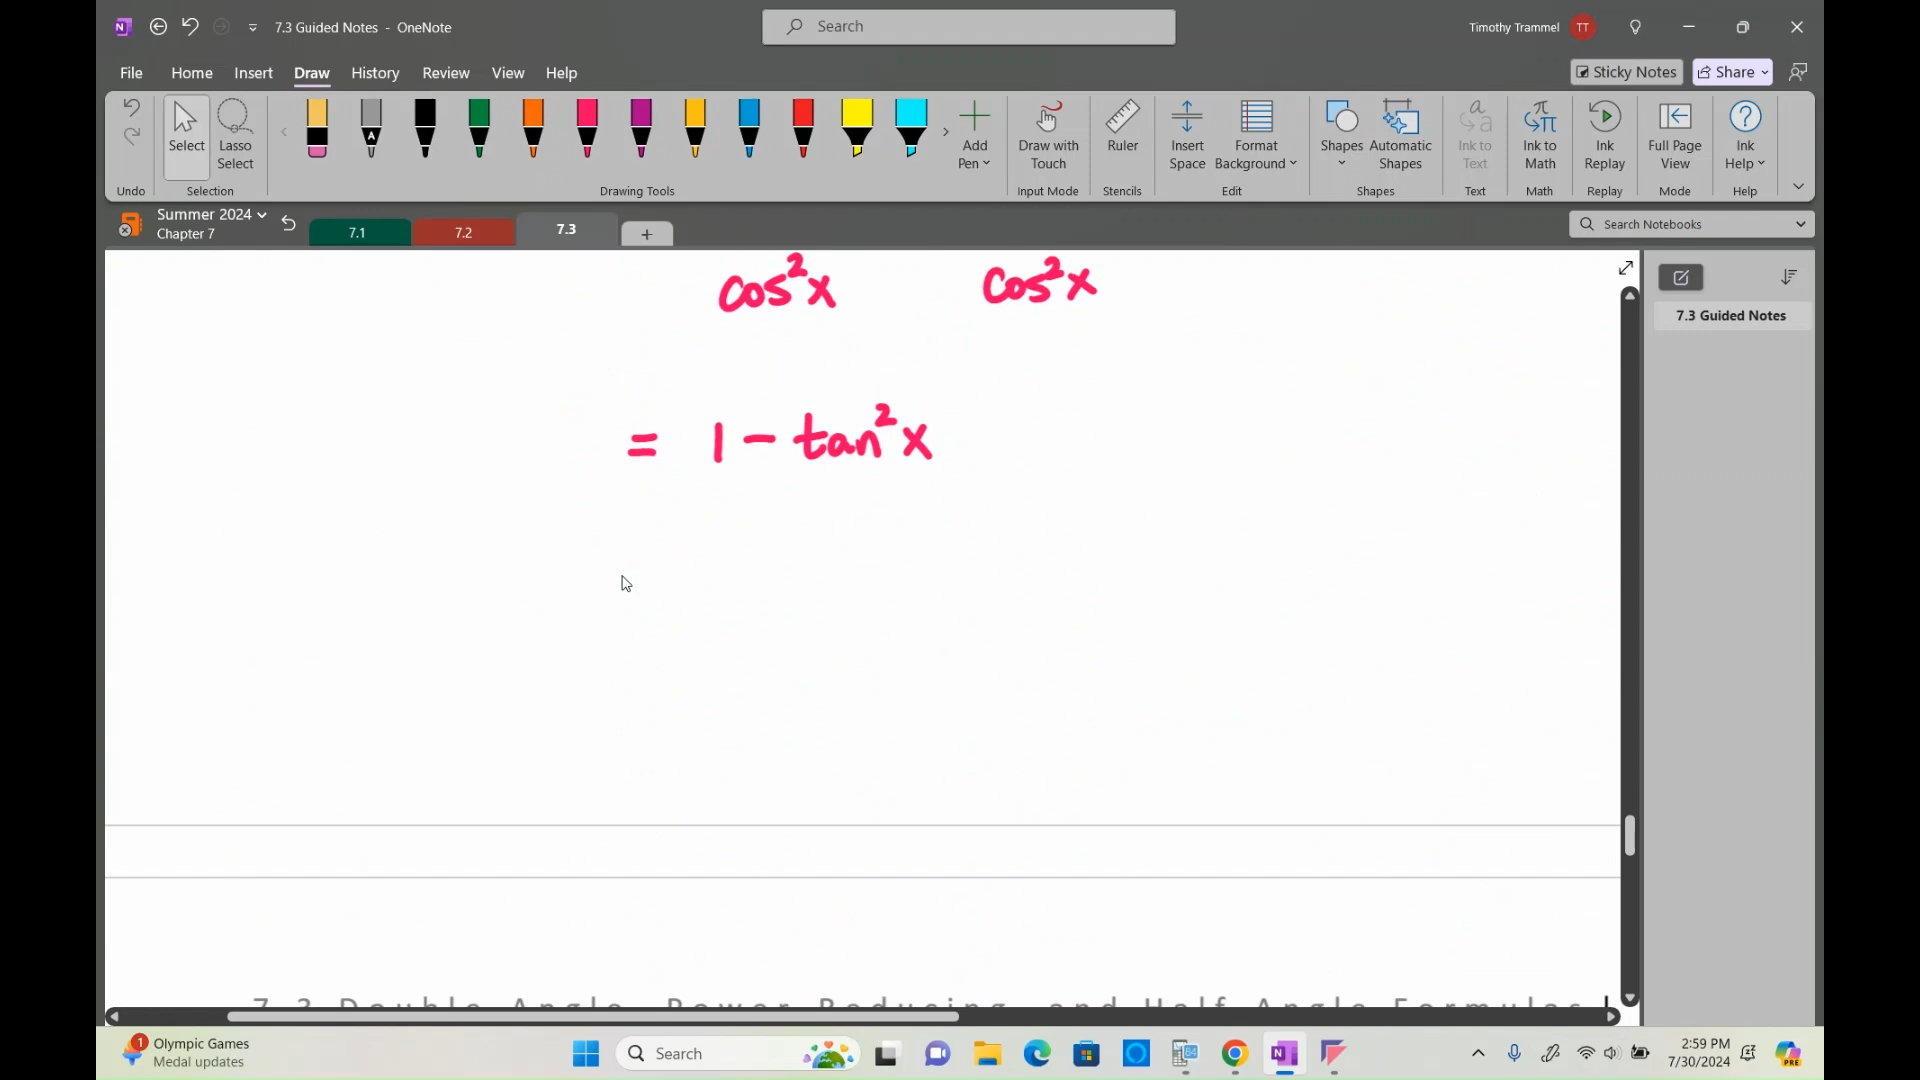 7.3 Guided Notes - OneNote
Search
Timothy Trammel TT
File Home Insert Draw History Review View Help
Sticky Notes Share
Select
Lasso Select
A
Add Pen
Draw with Touch
Ruler
Insert Space
Format Background
Shapes
Automatic Shapes
a a
Ink to Text
π π
Ink to Math
Ink Replay
Full Page View
?
Ink Help
Undo Selection Drawing Tools Input Mode Stencils Edit Shapes Text Math Replay Mode Help
Summer 2024
Chapter 7
7.1 7.2 7.3 +
Search Notebooks
7.3 Guided Notes
cos²x cos²x
= 1 - tan²x
7.3 Double-Angle, Power Reducing, and Half-Angle Formulas |
1
Olympic Games
Medal updates
Search
84
2:59 PM
7/30/2024
PRE